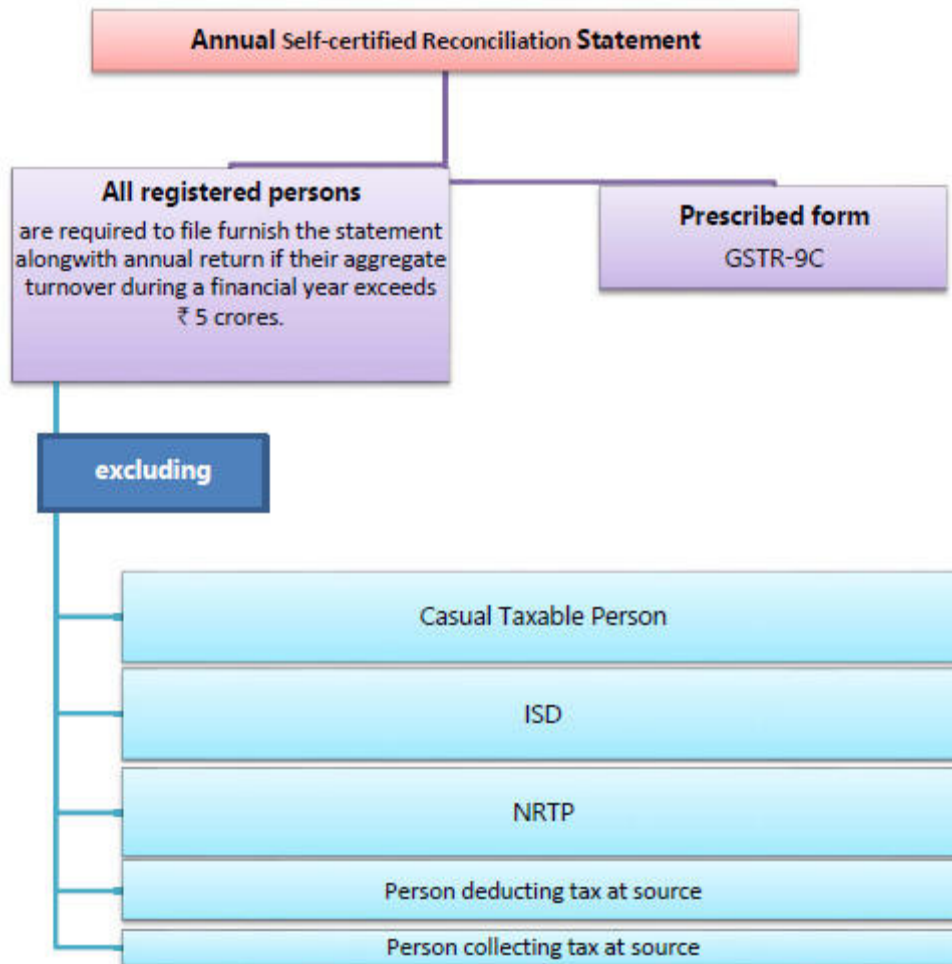 Annual Self-certified Reconciliation Statement
All registered persons
are required to file furnish the statement
alongwith annual return if their aggregate
turnover during a financial year exceeds
₹ 5 crores.
Prescribed form
GSTR-9C
excluding
Casual Taxable Person
ISD
NRTP
Person deducting tax at source
Person collecting tax at source